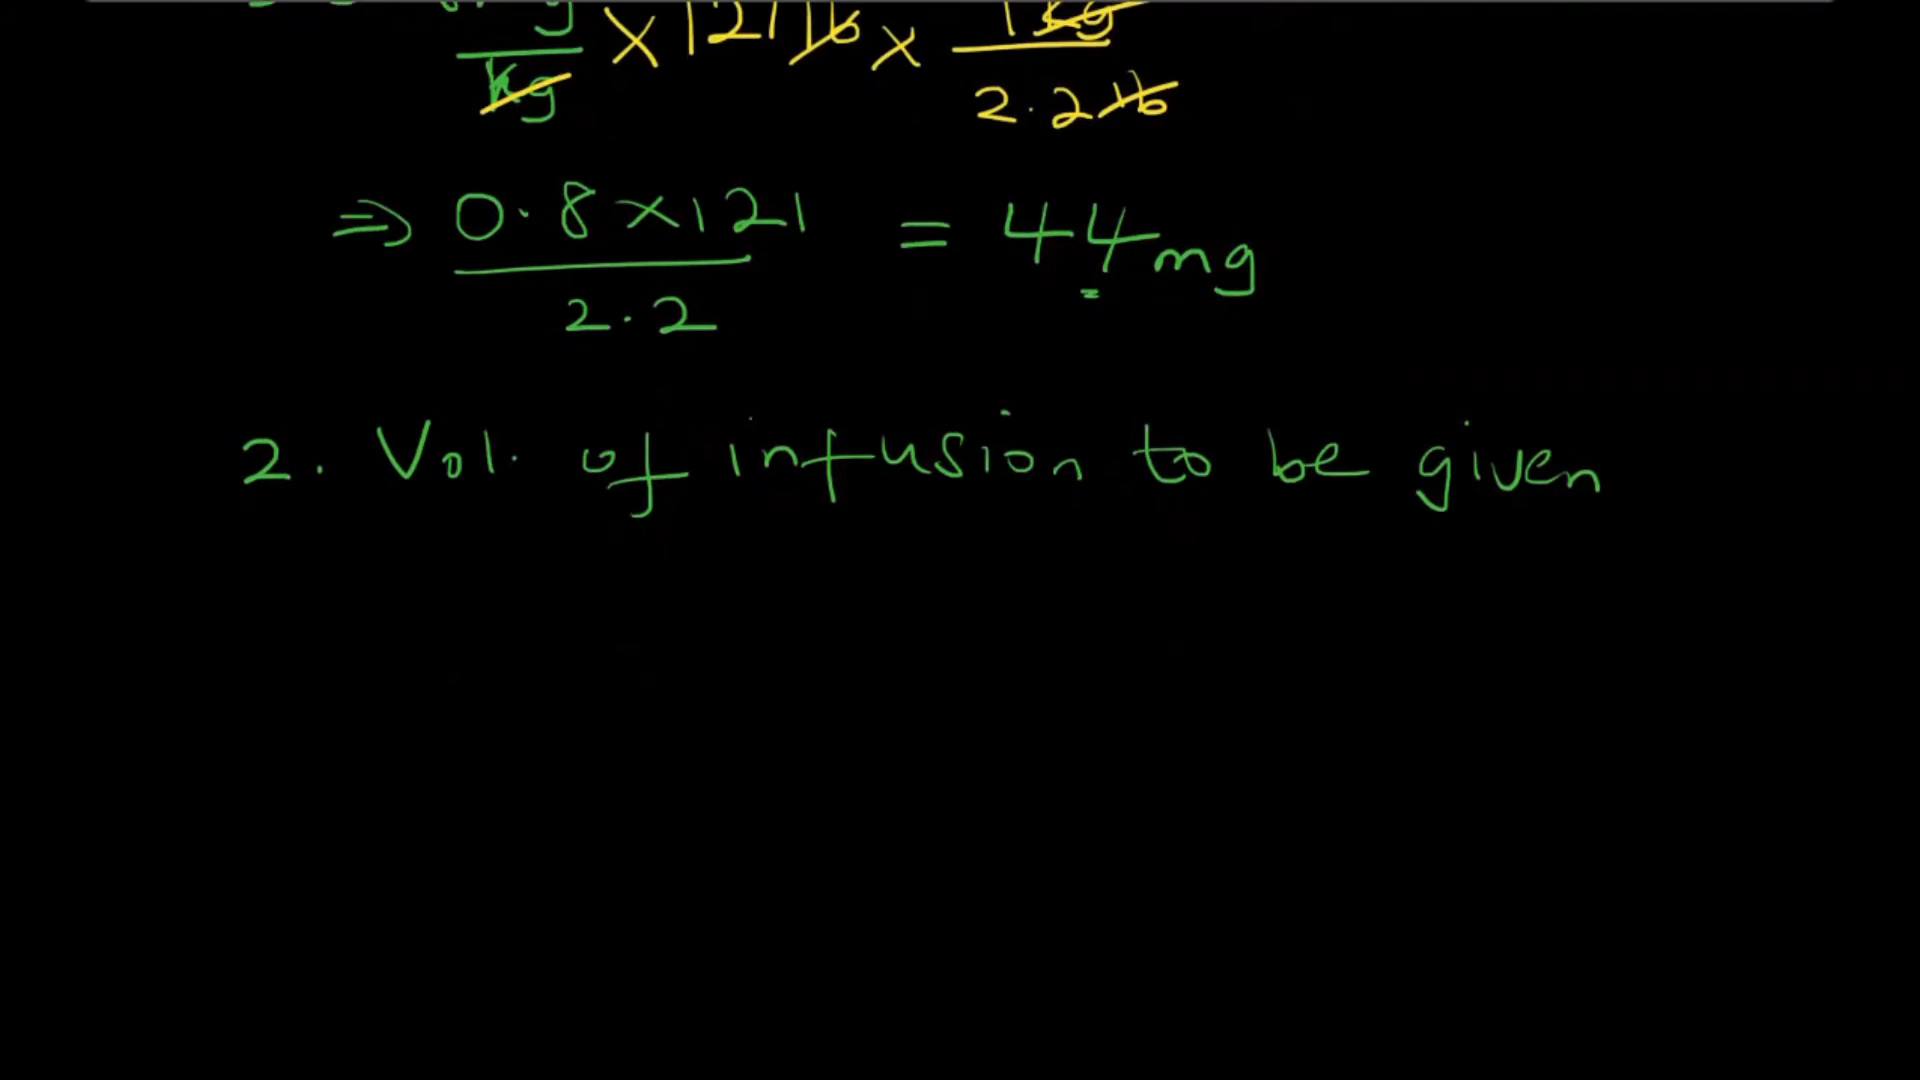 kg × 121 lb × 1 kg
2.2 lb
⇒ 0.8 × 121 = 44 mg
2.2
2. Vol. of infusion to be given